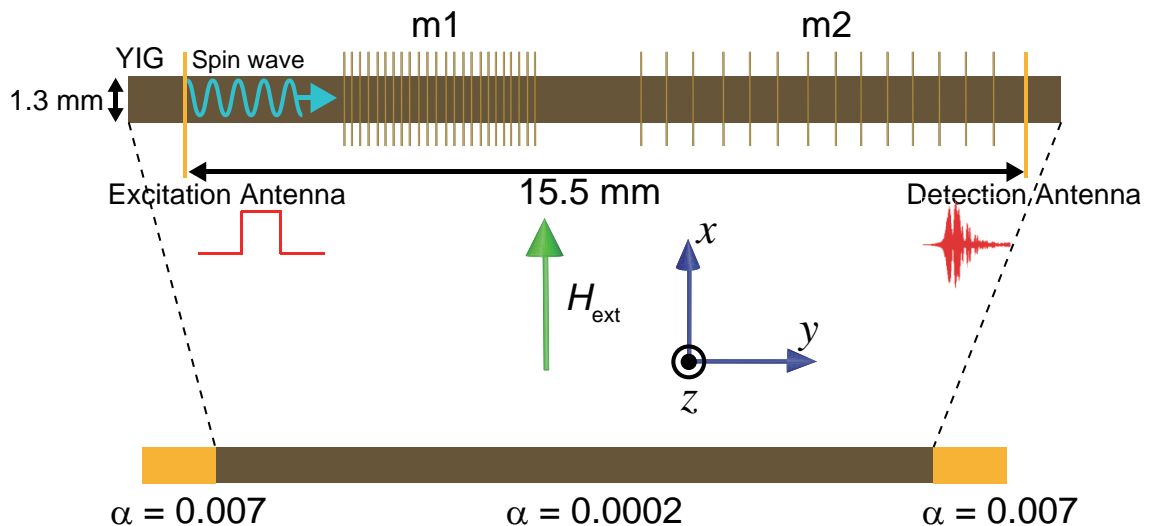 m1
m2
YIG
Spin wave
1.3 mm
Excitation Antenna
15.5 mm
Detection Antenna
x
H_ext
y
z
α = 0.007
α = 0.0002
α = 0.007